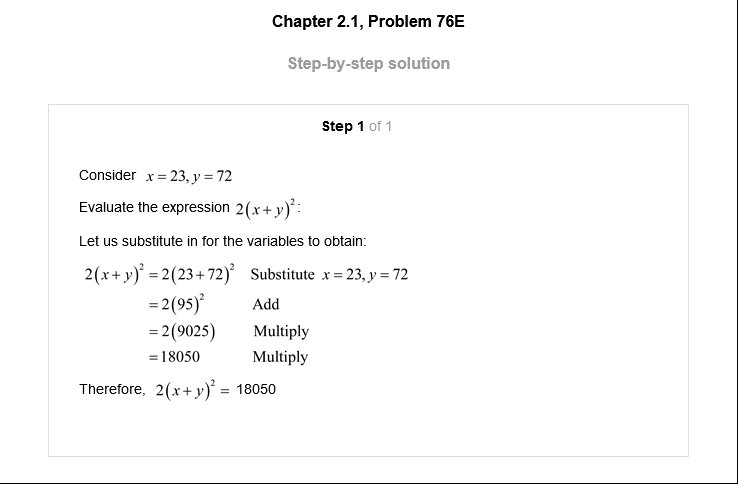 Chapter 2.1, Problem 76E
Step-by-step solution
Step 1 of 1
Consider x = 23, y = 72
Evaluate the expression 2(x + y)²:
Let us substitute in for the variables to obtain:
2(x + y)² = 2(23 + 72)² Substitute x = 23, y = 72
= 2(95)² Add
= 2(9025) Multiply
= 18050 Multiply
Therefore, 2(x + y)² = 18050